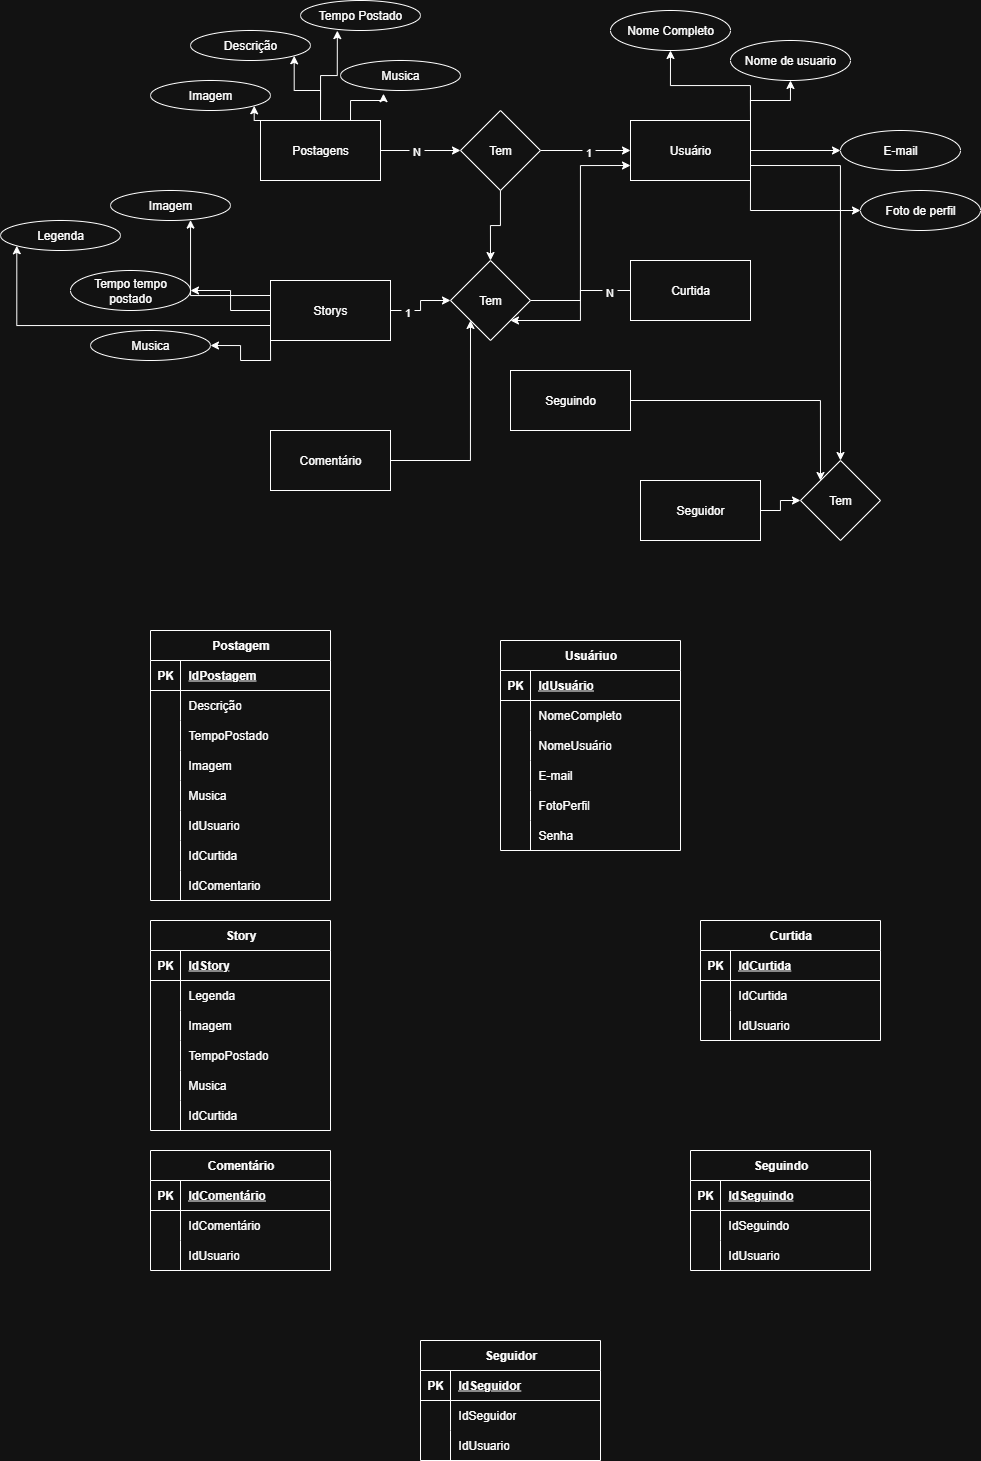 Tempo Postado
Nome Completo
Descrição
Nome de usuario
Musica
Imagem
Postagens
N
Tem
1
Usuário
E-mail
Imagem
Foto de perfil
Legenda
Tempo tempo
postado
Storys
1
Tem
N
Curtida
Musica
Seguindo
Comentário
Seguidor
Tem
Postagem
PK IdPostagem
Descrição
TempoPostado
Imagem
Musica
IdUsuario
IdCurtida
IdComentario
Usuáriuo
PK IdUsuário
NomeCompleto
NomeUsuário
E-mail
FotoPerfil
Senha
Story
PK IdStory
Legenda
Imagem
TempoPostado
Musica
IdCurtida
Curtida
PK IdCurtida
IdCurtida
IdUsuario
Comentário
PK IdComentário
IdComentário
IdUsuario
Seguindo
PK IdSeguindo
IdSeguindo
IdUsuario
Seguidor
PK IdSeguidor
IdSeguidor
IdUsuario